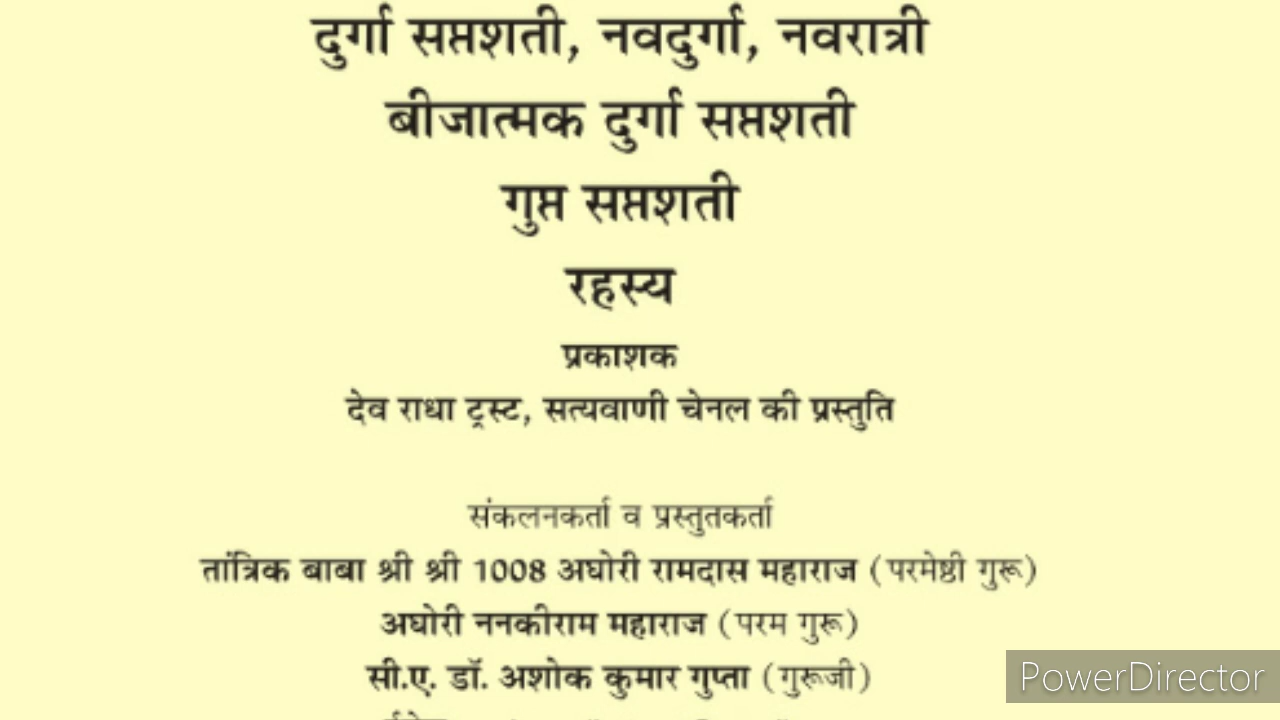 दुर्गा सप्तशती, नवदुर्गा, नवरात्री
बीजात्मक दुर्गा सप्तशती
गुप्त सप्तशती
रहस्य
प्रकाशक
देव राधा ट्रस्ट, सत्यवाणी चेनल की प्रस्तुति
संकलनकर्ता व प्रस्तुतकर्ता
तांत्रिक बाबा श्री श्री 1008 अघोरी रामदास महाराज (परमेष्ठी गुरू)
अघोरी ननकीराम महाराज (परम गुरू)
सी.ए. डॉ. अशोक कुमार गुप्ता (गुरूजी)
PowerDirector